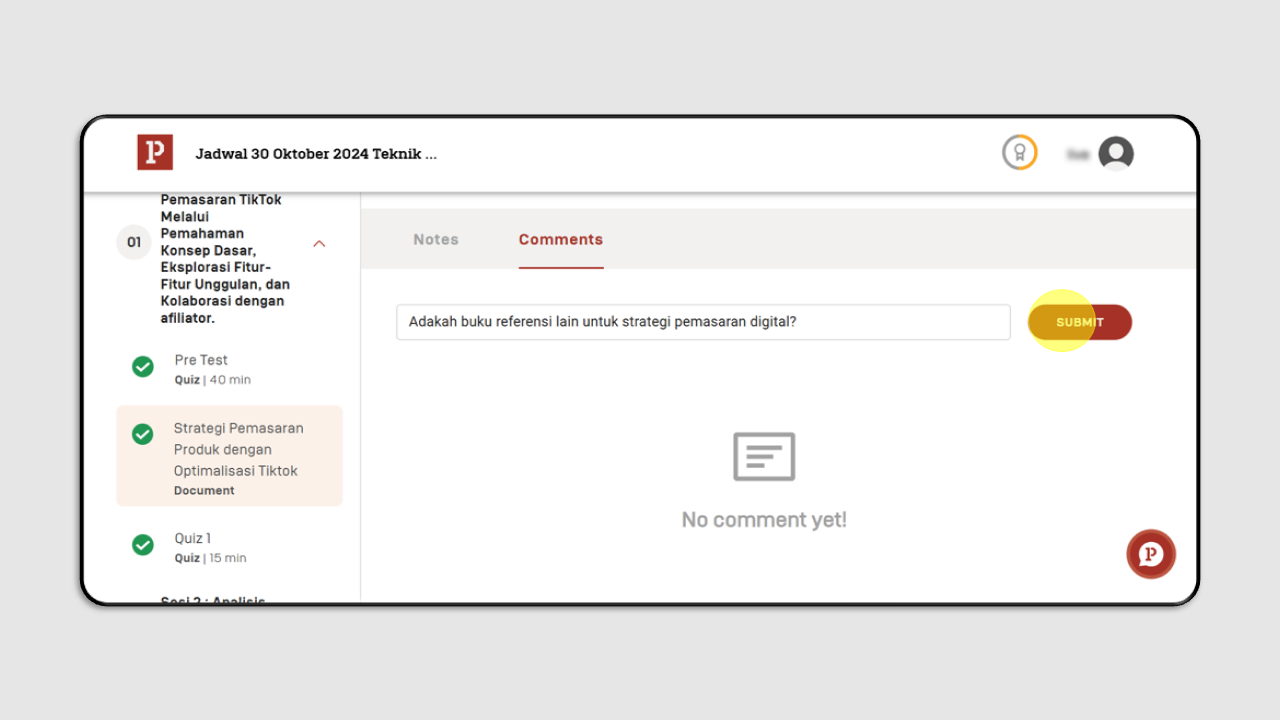 P
Jadwal 30 Oktober 2024 Teknik ...
Pemasaran TikTok
Melalui
Pemahaman
Konsep Dasar,
Eksplorasi Fitur-
Fitur Unggulan, dan
Kolaborasi dengan
afiliator.
01
Pre Test
Quiz | 40 min
Strategi Pemasaran
Produk dengan
Optimalisasi Tiktok
Document
Quiz 1
Quiz | 15 min
Sesi 2 : Analisis
Notes
Comments
Adakah buku referensi lain untuk strategi pemasaran digital?
SUBMIT
No comment yet!
P